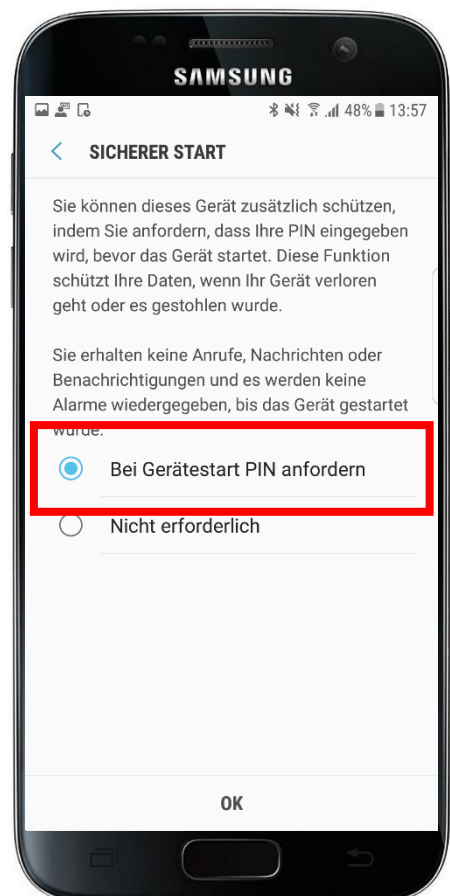 SAMSUNG
48% 13:57
SICHERER START
Sie können dieses Gerät zusätzlich schützen,
indem Sie anfordern, dass Ihre PIN eingegeben
wird, bevor das Gerät startet. Diese Funktion
schützt Ihre Daten, wenn Ihr Gerät verloren
geht oder es gestohlen wurde.
Sie erhalten keine Anrufe, Nachrichten oder
Benachrichtigungen und es werden keine
Alarme wiedergegeben, bis das Gerät gestartet
wurde.
Bei Gerätestart PIN anfordern
Nicht erforderlich
OK